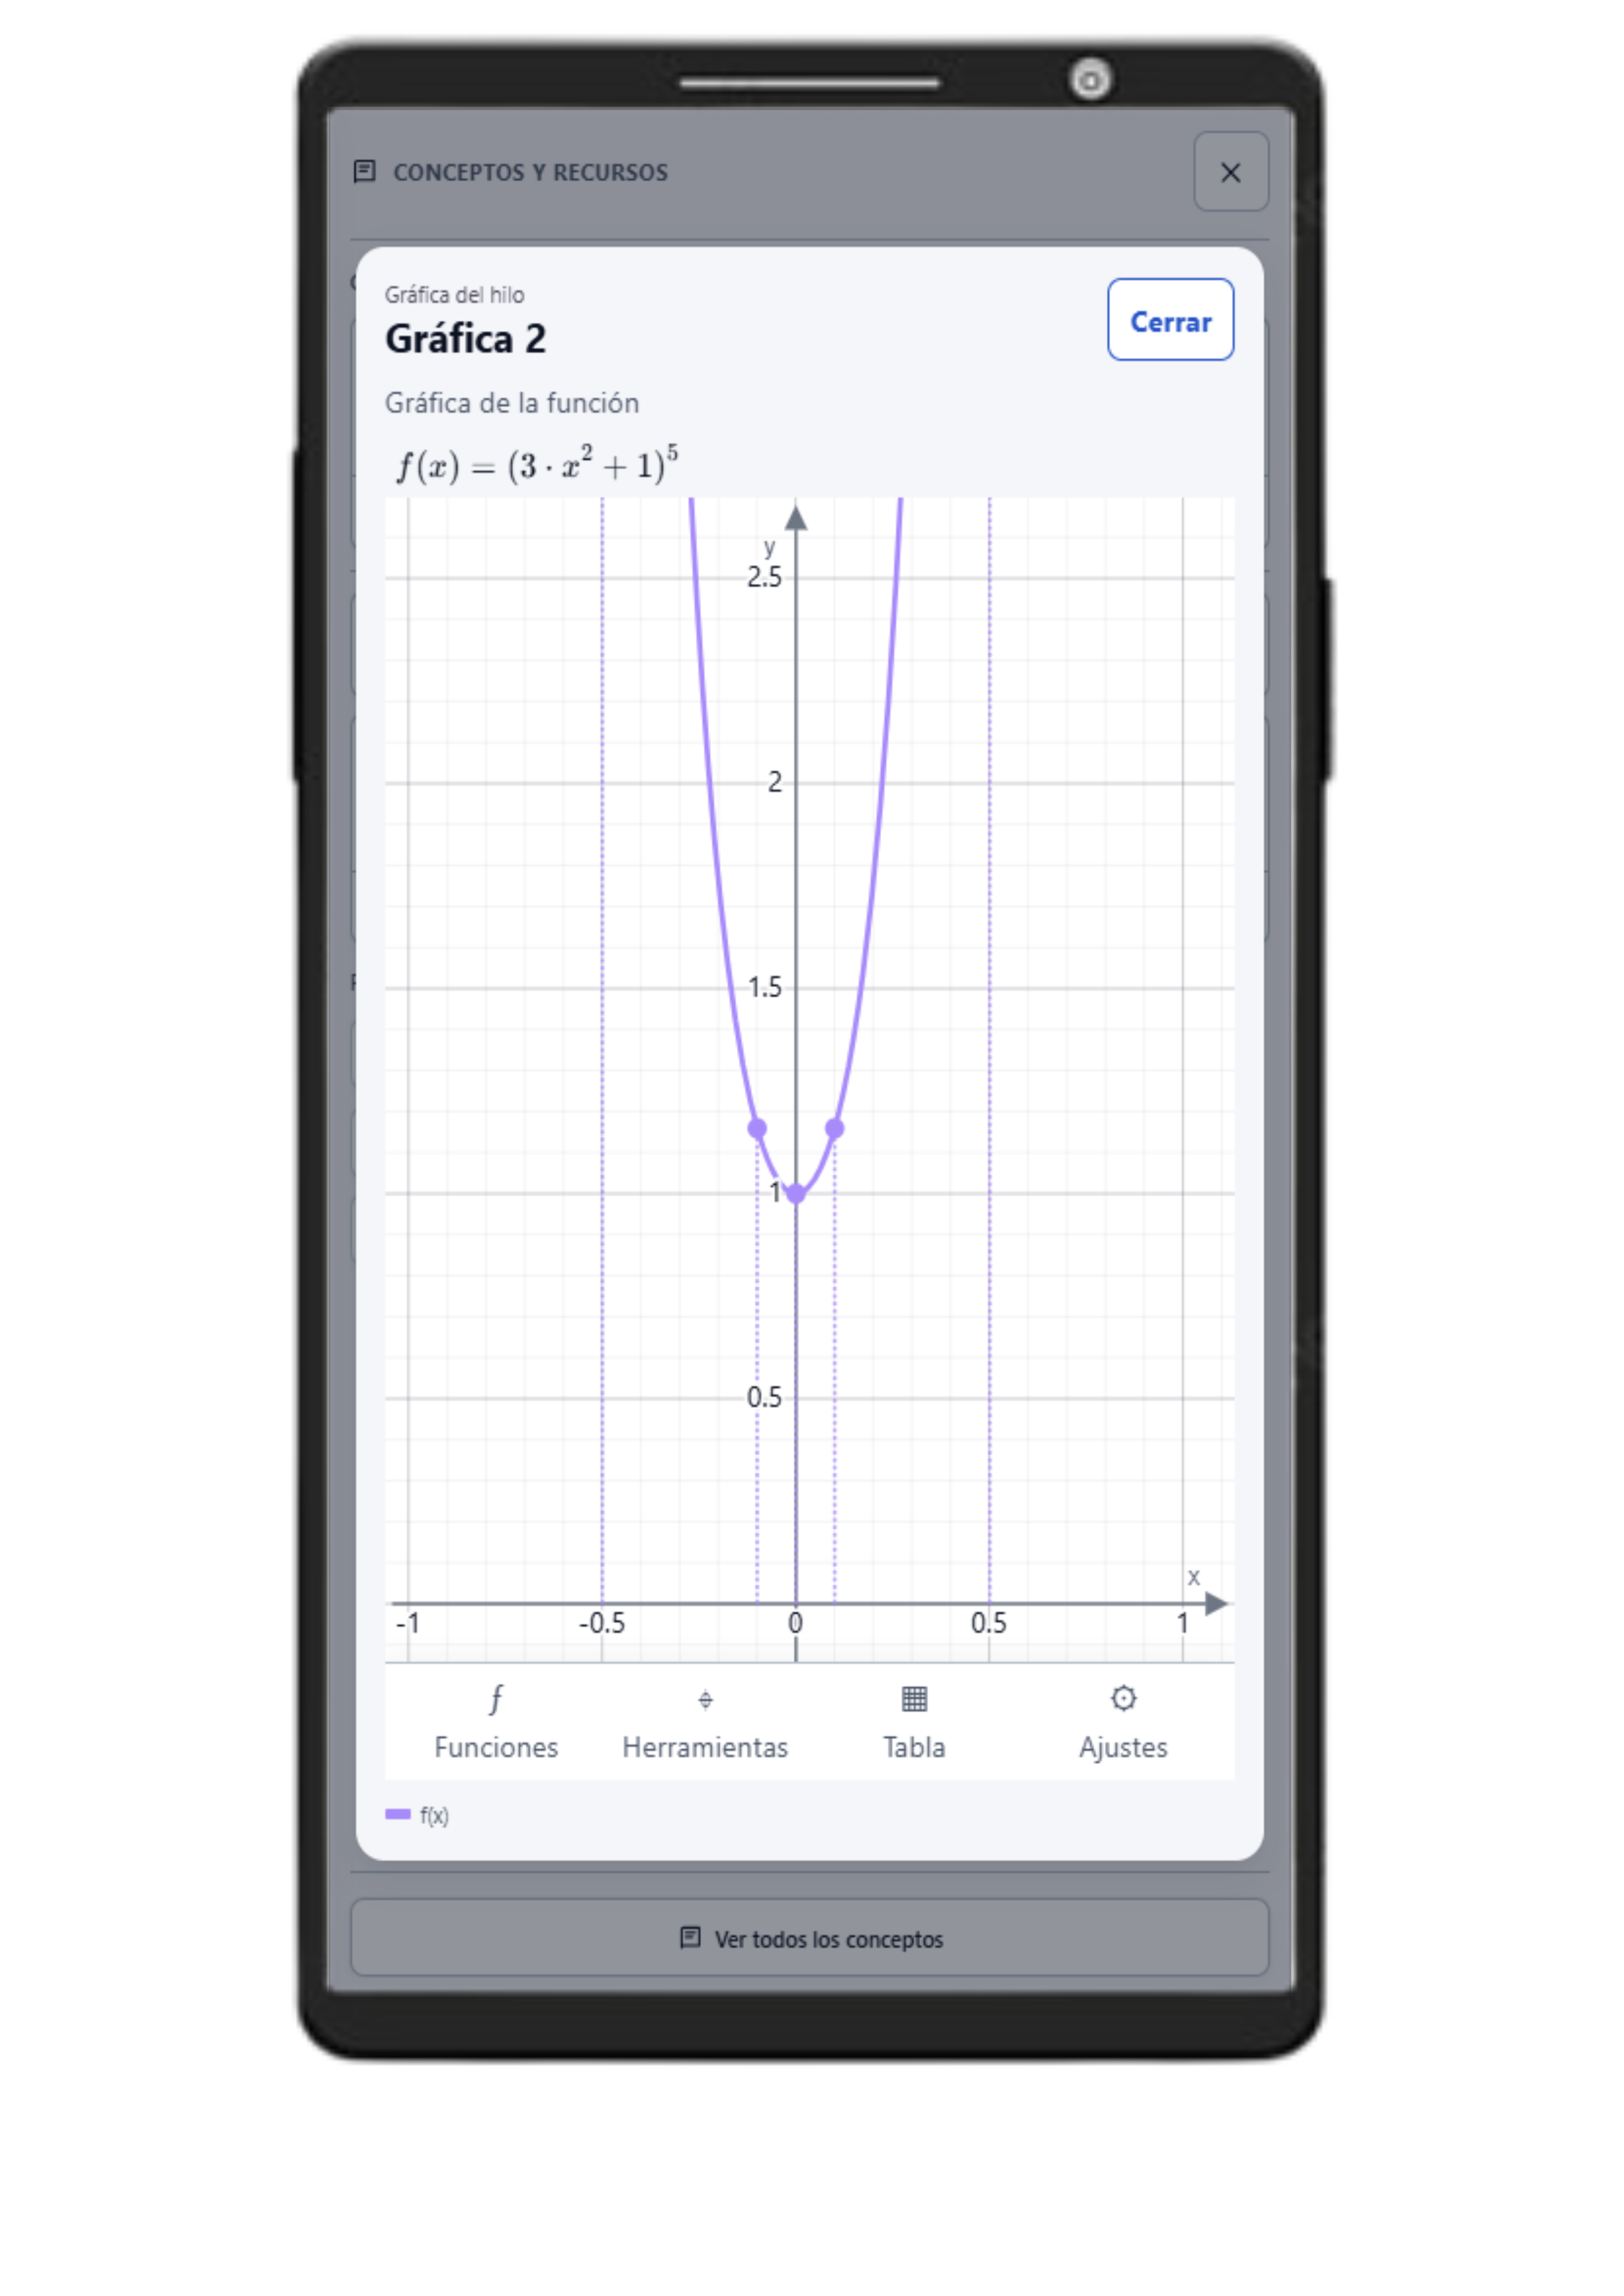 CONCEPTOS Y RECURSOS
Gráfica del hilo
Gráfica 2
Cerrar
Gráfica de la función
f(x) = (3 · x² + 1)⁵
y
2.5
2
1.5
1
0.5
x
-1 -0.5 0 0.5 1
Funciones Herramientas Tabla Ajustes
f(x)
Ver todos los conceptos